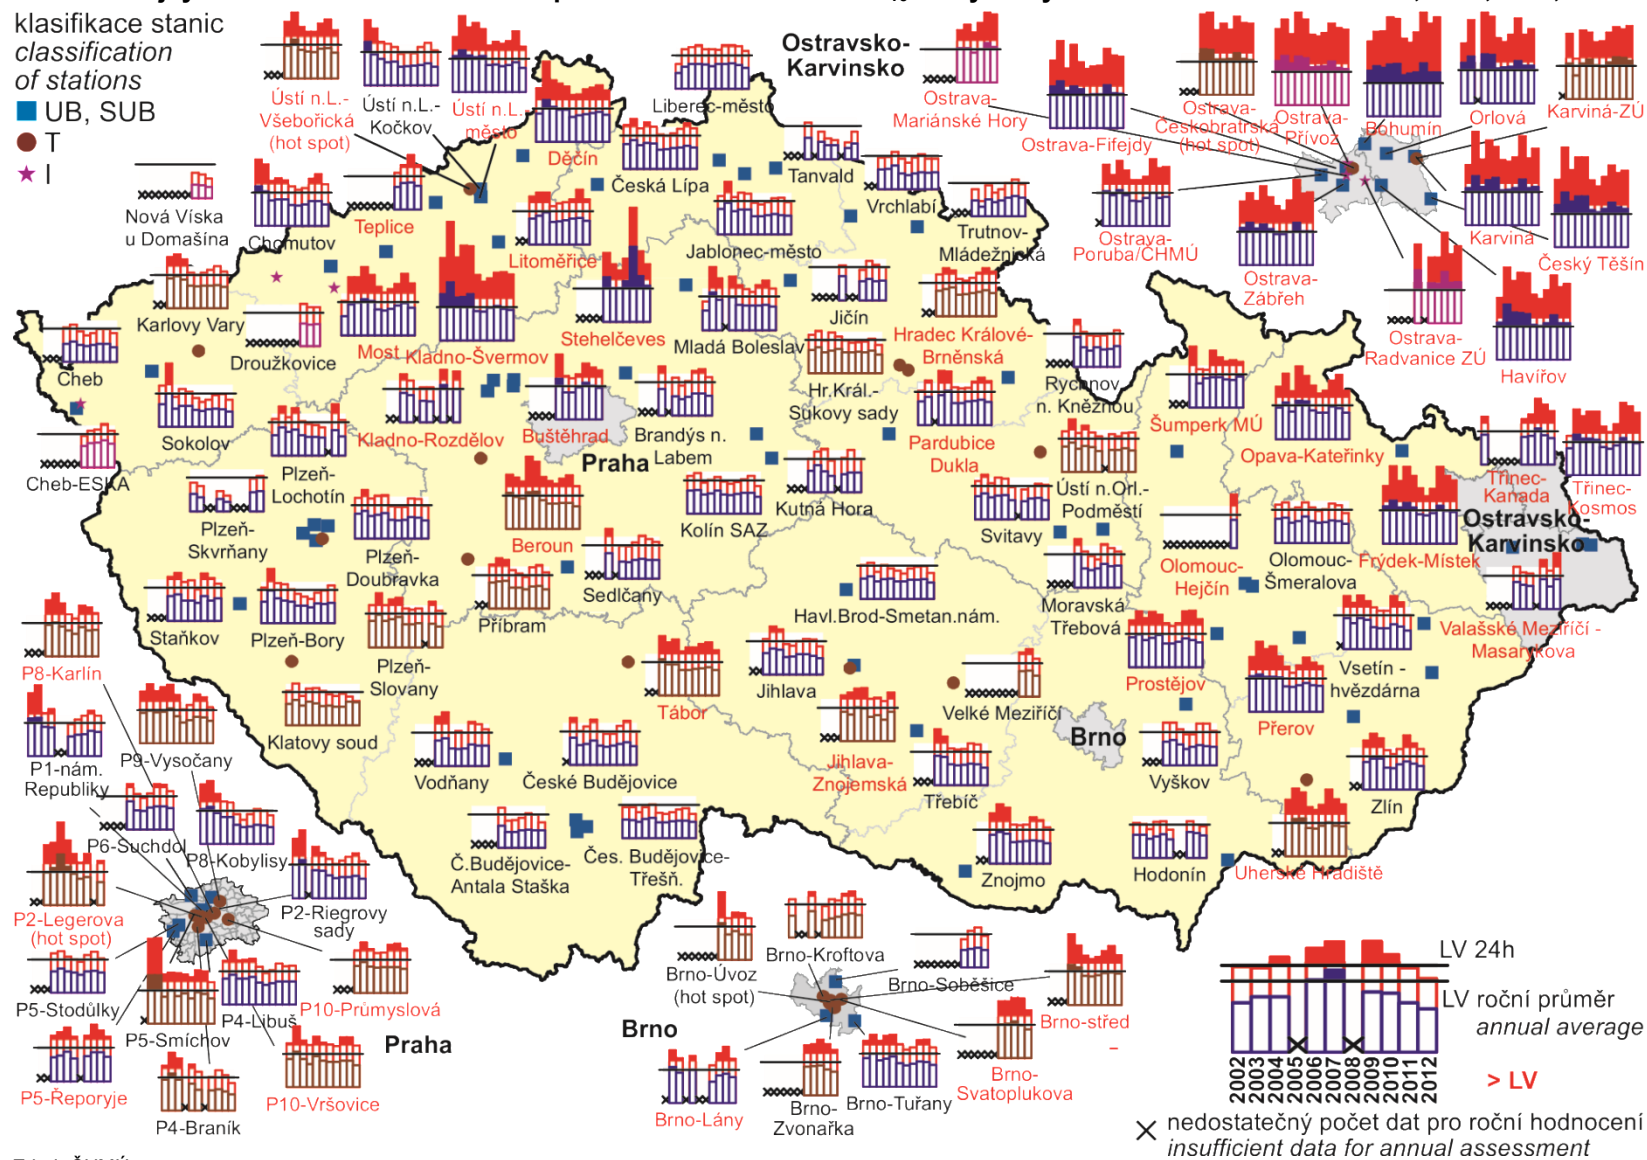 klasifikace stanic
classification
of stations
UB, SUB
T
I
Ústí n.L.-
Všebořická
(hot spot)
Ústí n.L.-
Kočkov
Ústí n.L.-
město
Děčín
Liberec-město
Česká Lípa
Tanvald
Vrchlabí
Trutnov-
Mládežnická
Ostravsko-
Karvinsko
Ostrava-
Mariánské Hory
Ostrava-Fifejdy
Ostrava-
Českobratrská
(hot spot)
Ostrava-
Přívoz
Bohumín
Orlová
Karviná-ZÚ
Ostrava-
Poruba/CHMÚ
Ostrava-
Zábřeh
Karviná
Český Těšín
Ostrava-
Radvanice ZÚ
Havířov
Nová Víska
u Domašína
Chomutov
Teplice
Litoměřice
Jablonec-město
Karlovy Vary
Droužkovice
Most
Kladno-Švermov
Stehelčeves
Mladá Boleslav
Jičín
Hradec Králové-
Brněnská
Cheb
Sokolov
Kladno-Rozdělov
Buštěhrad
Praha
Brandýs n.
Labem
Hr.Král.-
Sukovy sady
Pardubice
Dukla
Rychnov
n. Kněžnou
Šumperk MÚ
Opava-Kateřinky
Třinec-
Kanada
Třinec-
Kosmos
Cheb-ESKA
Plzeň-
Lochotín
Plzeň-
Skvrňany
Plzeň-
Doubravka
Beroun
Kolín SAZ
Kutná Hora
Svitavy
Ústí n.Orl.-
Podměstí
Olomouc-
Hejčín
Olomouc-
Šmeralova
Frýdek-Místek
Ostravsko-
Karvinsko
Staňkov
Plzeň-Bory
Plzeň-
Slovany
Příbram
Sedlčany
Havl.Brod-Smetan.nám.
Moravská
Třebová
Valašské Meziříčí -
Masarykova
Vsetín -
hvězdárna
P8-Karlín
Klatovy soud
Tábor
Jihlava
Velké Meziříčí
Prostějov
Přerov
P1-nám.
Republiky
P9-Vysočany
Vodňany
České Budějovice
Jihlava-
Znojemská
Třebíč
Brno
Vyškov
Zlín
P6-Suchdol
P8-Kobylisy
Č.Budějovice-
Antala Staška
Čes. Budějovice-
Třešň.
Znojmo
Hodonín
Uherské Hradiště
P2-Legerova
(hot spot)
P2-Riegrovy
sady
P5-Stodůlky
P5-Smíchov
P4-Libuš
P10-Průmyslová
Praha
P5-Řeporyje
P4-Braník
P10-Vršovice
Brno-Úvoz
(hot spot)
Brno-Kroftova
Brno-Soběšice
Brno-střed
Brno
Brno-Lány
Brno-
Zvonařka
Brno-Tuřany
Brno-
Svatoplukova
LV 24h
LV roční průměr
annual average
2002
2003
2004
2005
2006
2007
2008
2009
2010
2011
2012
> LV
nedostatečný počet dat pro roční hodnocení
insufficient data for annual assessment